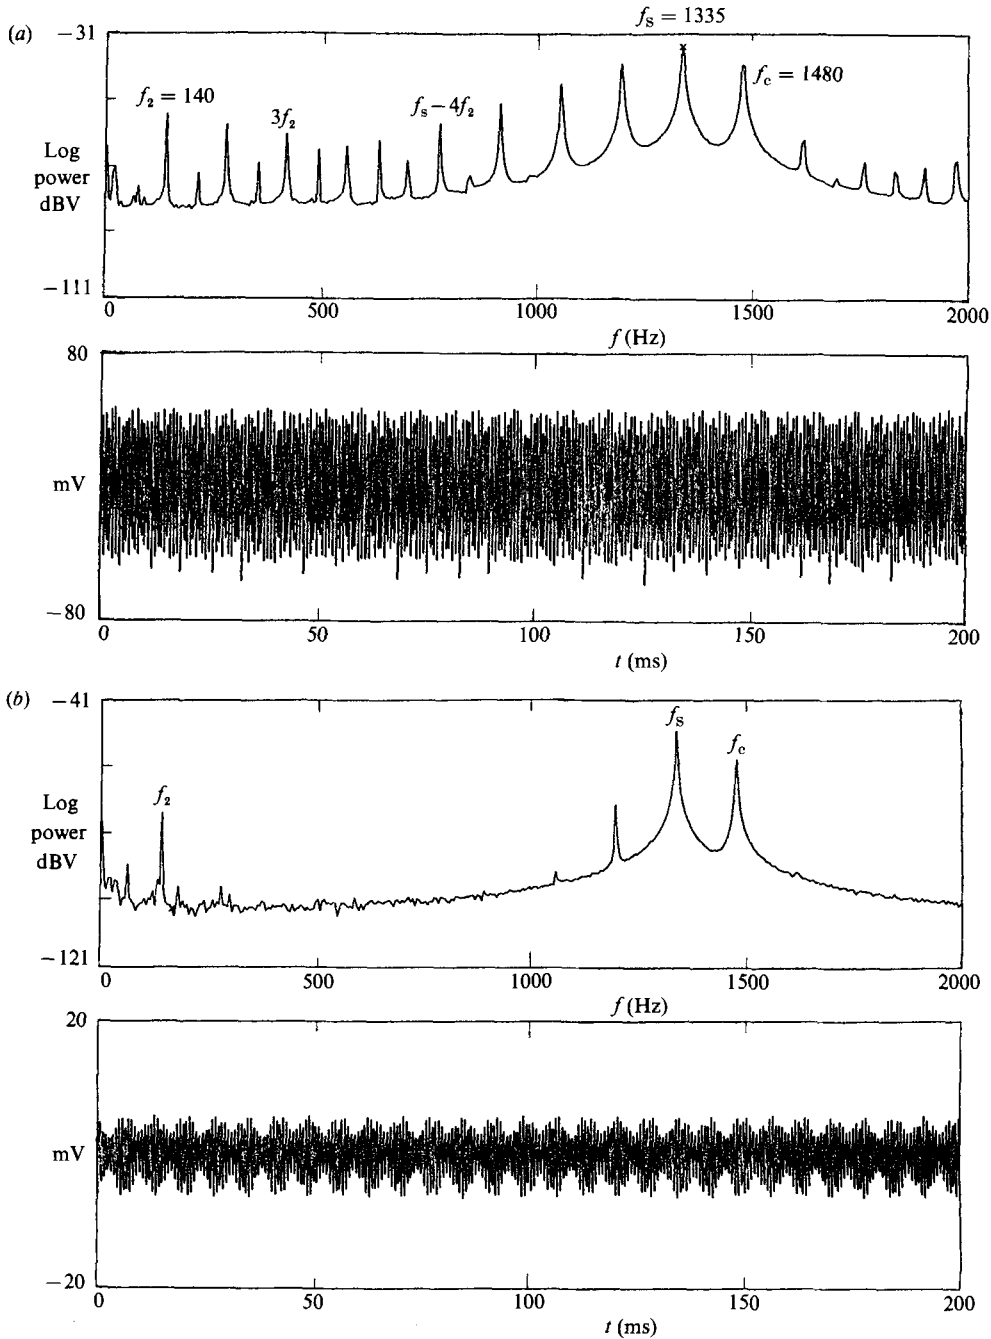 f_s = 1335
(a)
−31
f_2 = 140
3f_2
f_s − 4f_2
f_c = 1480
Log
power
dBV
−111
0 500 1000 1500 2000
f (Hz)
80
mV
−80
0 50 100 150 200
t (ms)
(b)
−41
f_s
f_c
f_2
Log
power
dBV
−121
0 500 1000 1500 2000
f (Hz)
20
mV
−20
0 50 100 150 200
t (ms)